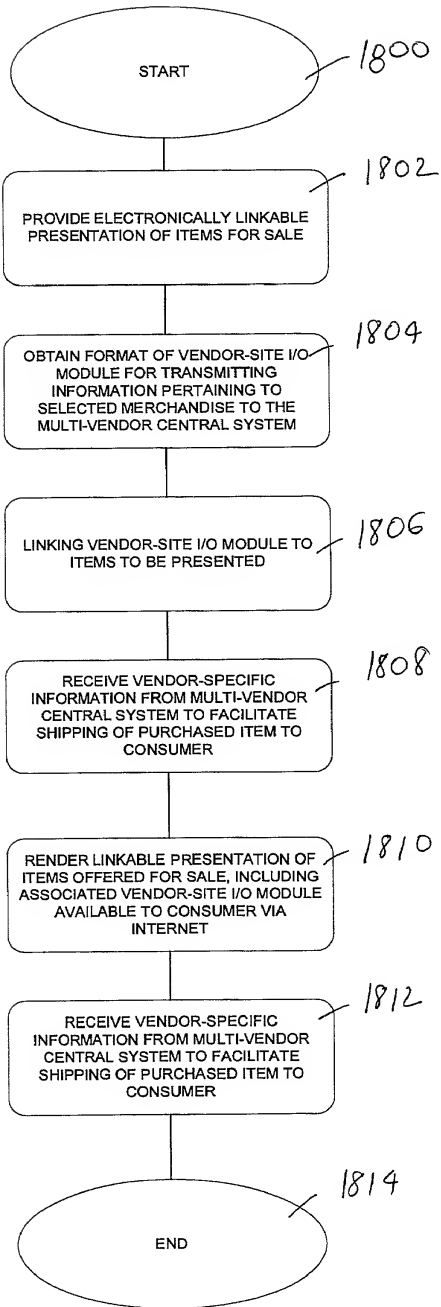 START
1800
1802
PROVIDE ELECTRONICALLY LINKABLE
PRESENTATION OF ITEMS FOR SALE
1804
OBTAIN FORMAT OF VENDOR-SITE I/O
MODULE FOR TRANSMITTING
INFORMATION PERTAINING TO
SELECTED MERCHANDISE TO THE
MULTI-VENDOR CENTRAL SYSTEM
1806
LINKING VENDOR-SITE I/O MODULE TO
ITEMS TO BE PRESENTED
1808
RECEIVE VENDOR-SPECIFIC
INFORMATION FROM MULTI-VENDOR
CENTRAL SYSTEM TO FACILITATE
SHIPPING OF PURCHASED ITEM TO
CONSUMER
1810
RENDER LINKABLE PRESENTATION OF
ITEMS OFFERED FOR SALE, INCLUDING
ASSOCIATED VENDOR-SITE I/O MODULE
AVAILABLE TO CONSUMER VIA
INTERNET
1812
RECEIVE VENDOR-SPECIFIC
INFORMATION FROM MULTI-VENDOR
CENTRAL SYSTEM TO FACILITATE
SHIPPING OF PURCHASED ITEM TO
CONSUMER
1814
END